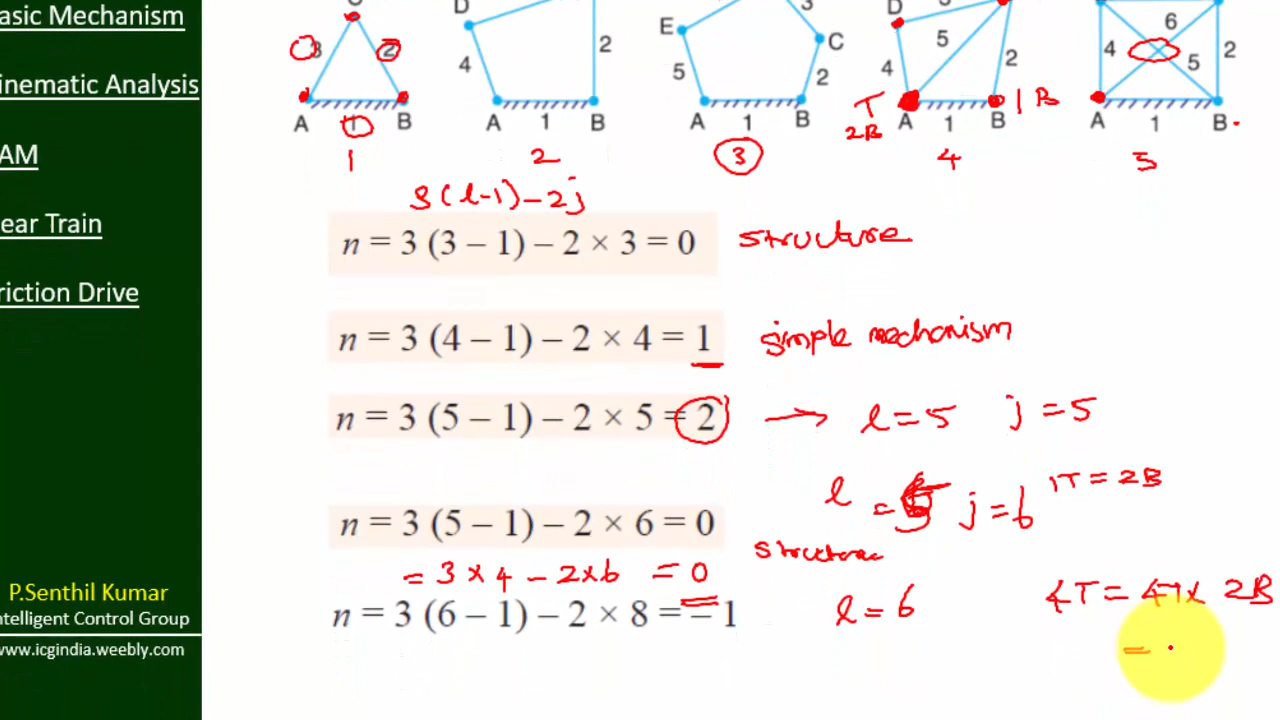 asic Mechanism
inematic Analysis
AM
ear Train
riction Drive
P.Senthil Kumar
ntelligent Control Group
www.icgindia.weebly.com
3 2
A 1 B
1
D
4 2
A 1 B
2
E 3 C
5 2
A 1 B
3
D
5
4 2
T
2B A 1 B 1 B
4
6
4 5 2
A 1 B
5
3(l-1)-2j
n = 3 (3 – 1) – 2 × 3 = 0 structure
n = 3 (4 – 1) – 2 × 4 = 1 simple mechanism
n = 3 (5 – 1) – 2 × 5 = 2 → l = 5 j = 5
l = 5 j = 6 1T = 2B
n = 3 (5 – 1) – 2 × 6 = 0
structure
= 3 × 4 – 2 × 6 = 0
n = 3 (6 – 1) – 2 × 8 = – 1 l = 6 4T = 4 × 2B
=